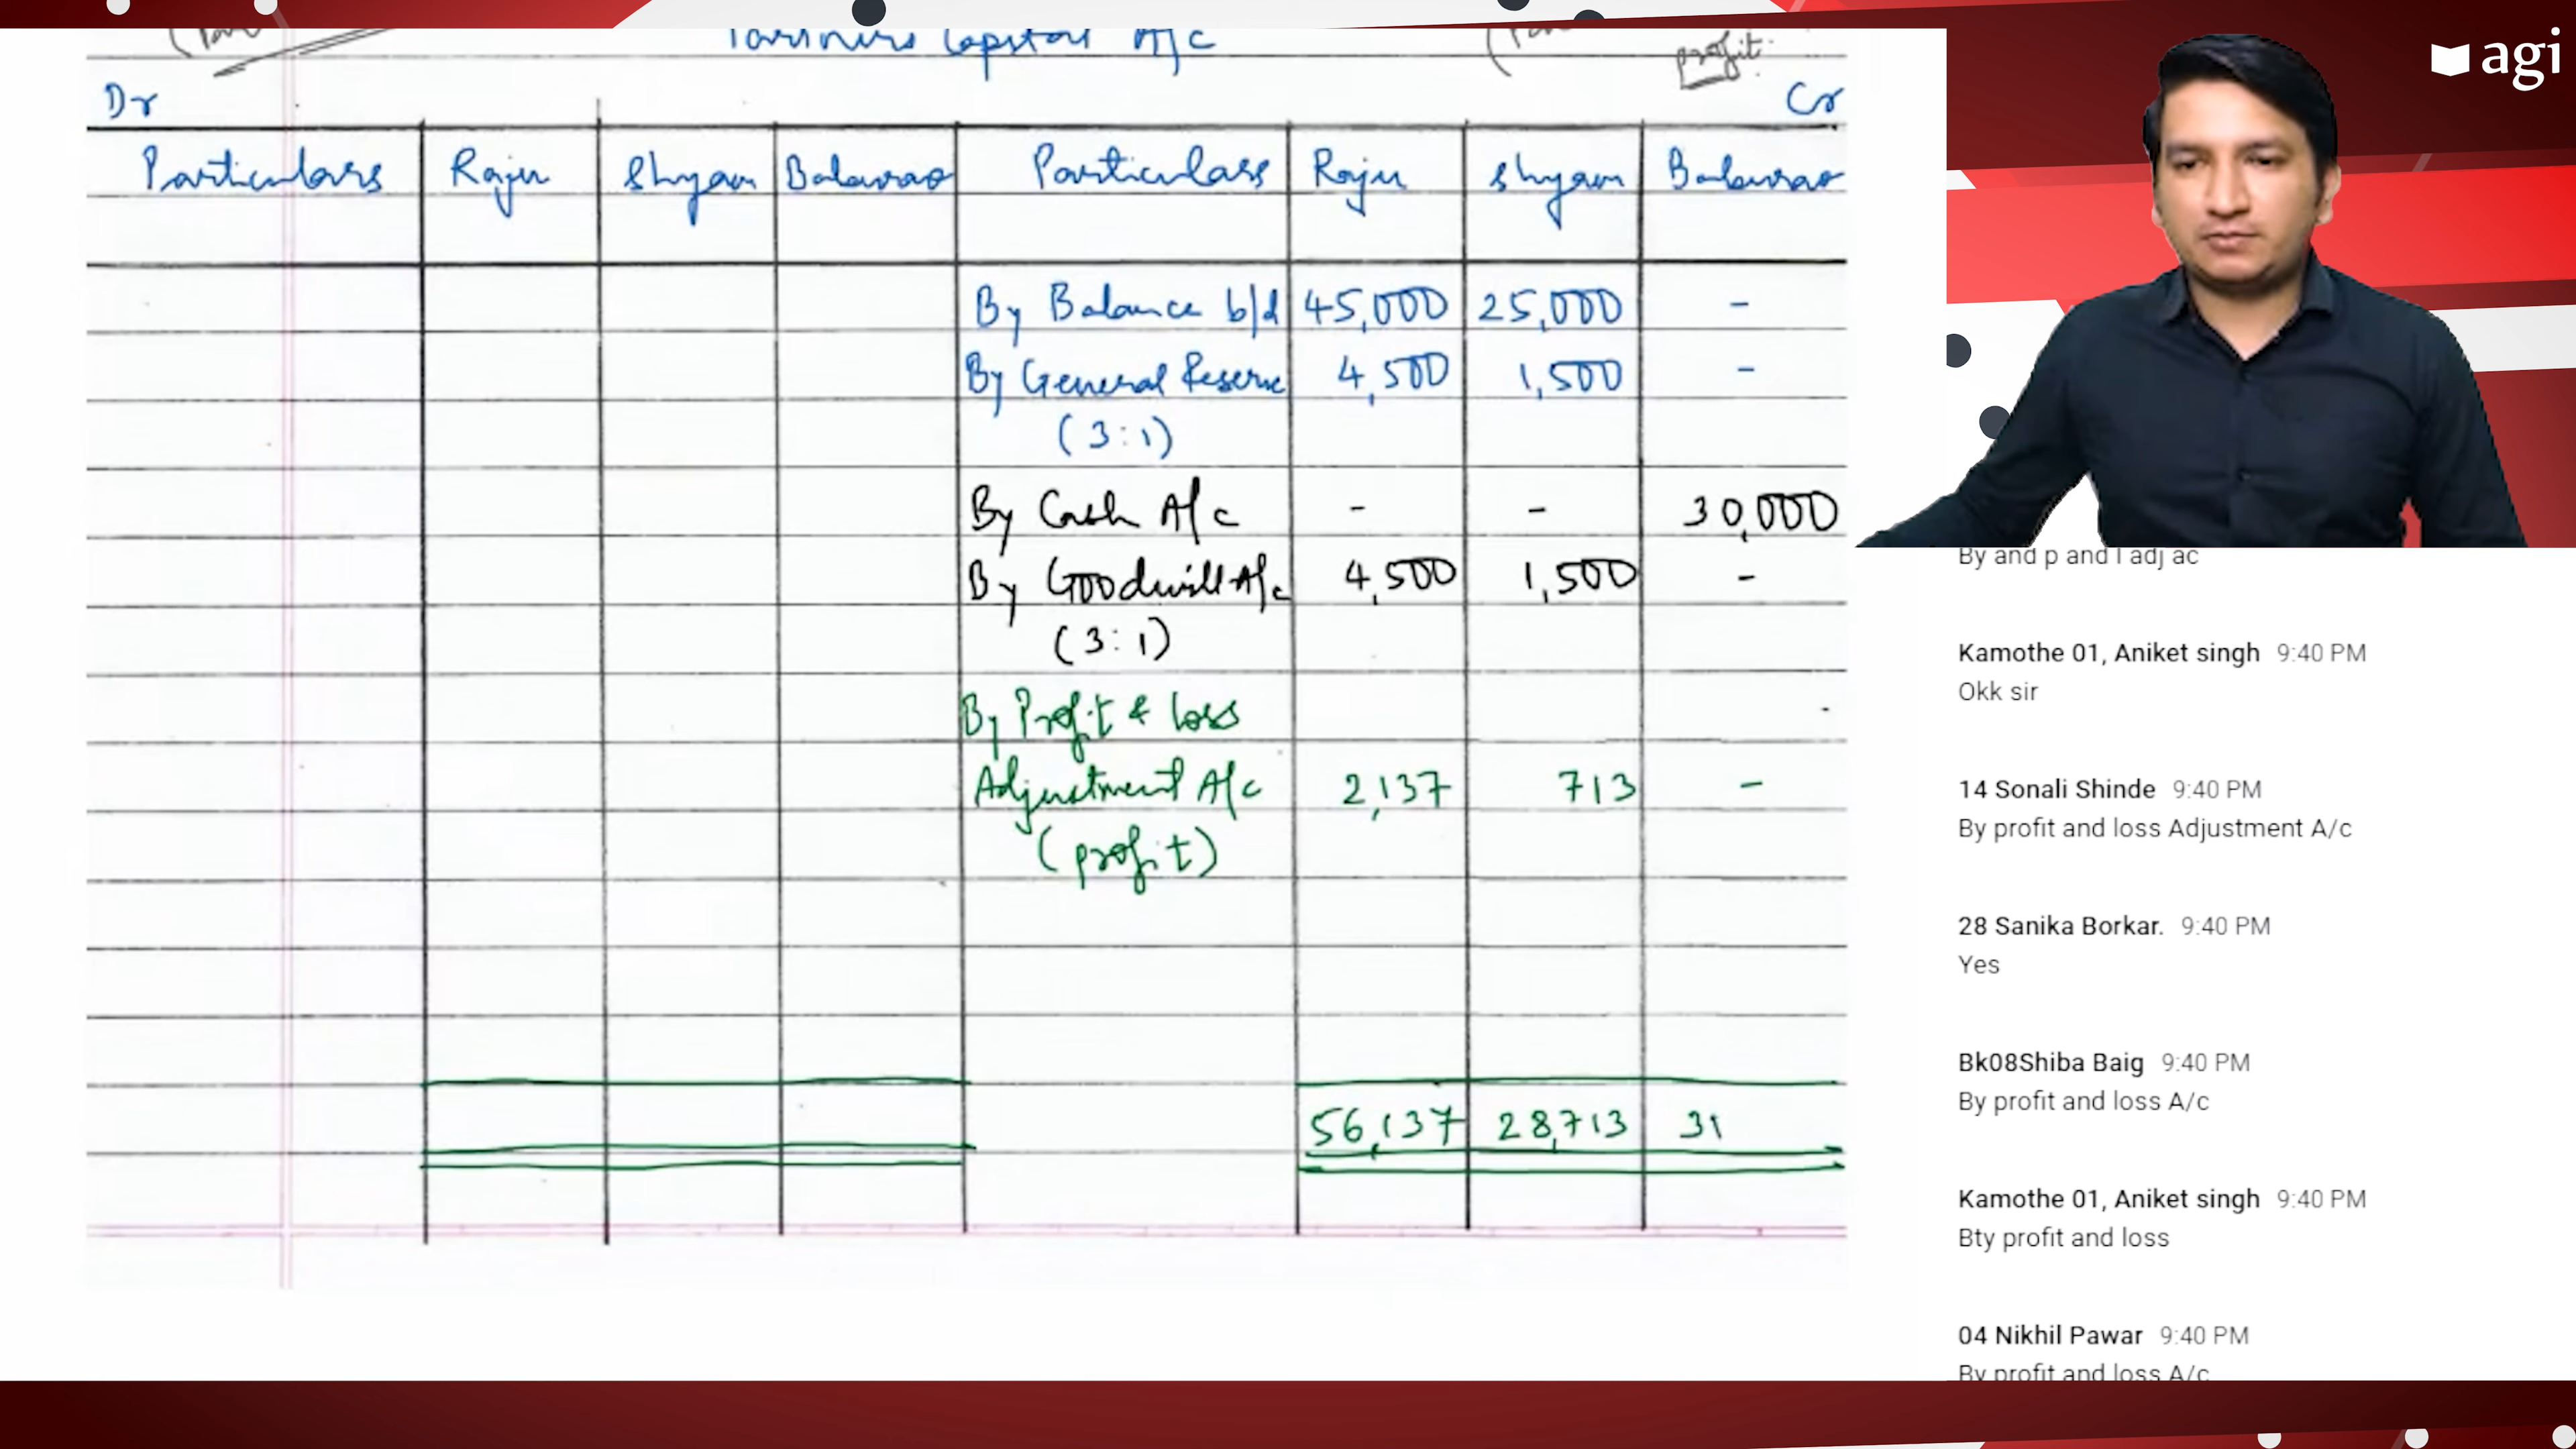 Partners Capital A/c
profit
Dr
Cr
Particulars Raju Shyam Balwrao Particulars Raju Shyam Balwrao
By Balance b/d 45,000 25,000 -
By General Reserve 4,500 1,500 -
(3:1)
By Cash A/c - - 30,000
By Goodwill A/c 4,500 1,500 -
(3:1)
By Profit & loss
Adjustment A/c 2,137 713 -
(profit)
56,137 28,713 31
agi
By and p and l adj ac
Kamothe 01, Aniket singh 9:40 PM
Okk sir
14 Sonali Shinde 9:40 PM
By profit and loss Adjustment A/c
28 Sanika Borkar. 9:40 PM
Yes
Bk08Shiba Baig 9:40 PM
By profit and loss A/c
Kamothe 01, Aniket singh 9:40 PM
Bty profit and loss
04 Nikhil Pawar 9:40 PM
By profit and loss A/c